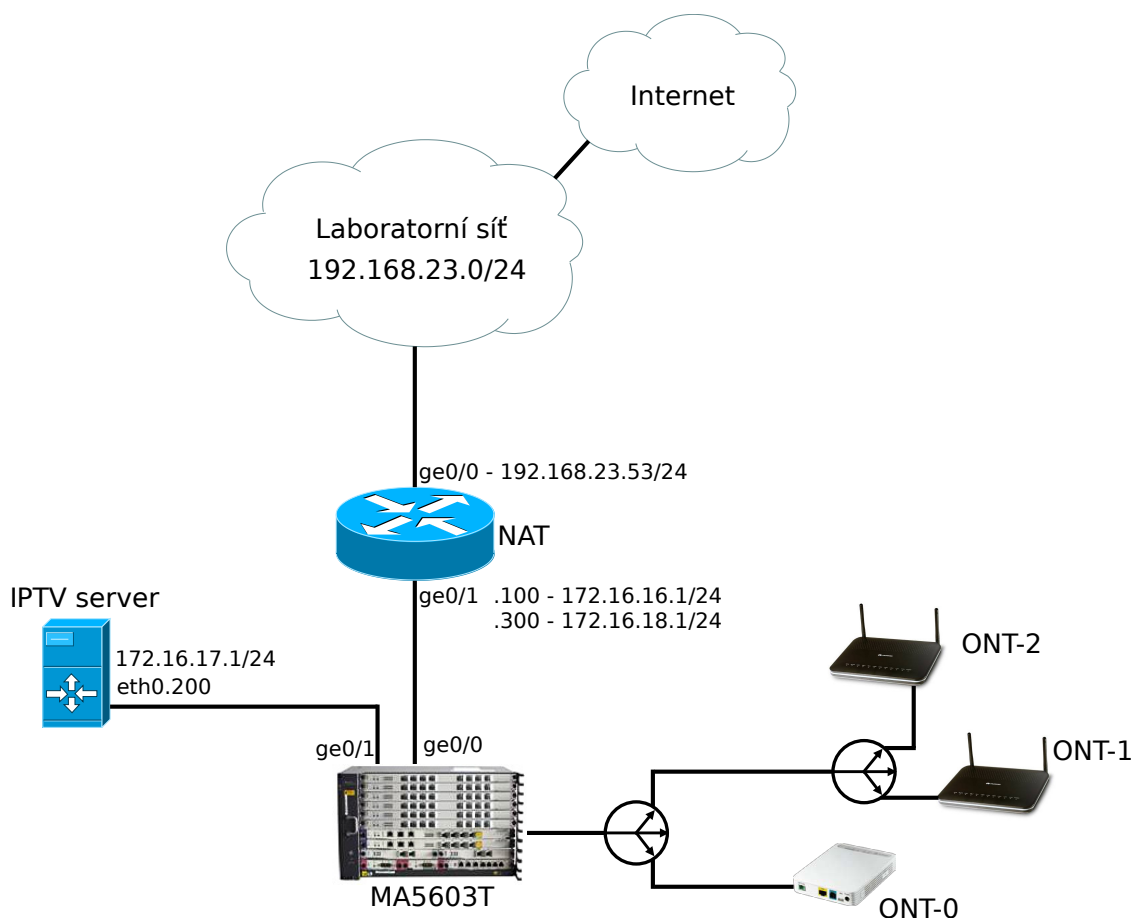 Internet
Laboratorní síť
192.168.23.0/24
ge0/0 - 192.168.23.53/24
NAT
ge0/1 .100 - 172.16.16.1/24
.300 - 172.16.18.1/24
IPTV server
172.16.17.1/24
eth0.200
ge0/1
ge0/0
MA5603T
ONT-2
ONT-1
ONT-0